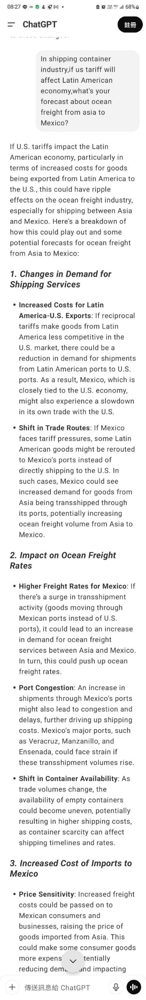 08:27
Vo) 4G+
LTE1
68%
ChatGPT
註冊
In shipping container
industry,if us tariff will
affect Latin American
economy,what's your
forecast about ocean
freight from asia to
Mexico?
If U.S. tariffs impact the Latin
American economy, particularly in
terms of increased costs for goods
being exported from Latin America to
the U.S., this could have ripple
effects on the ocean freight industry,
especially for shipping between Asia
and Mexico. Here's a breakdown of
how this could play out and some
potential forecasts for ocean freight
from Asia to Mexico:
1. Changes in Demand for
Shipping Services
• Increased Costs for Latin
America-U.S. Exports: If reciprocal
tariffs make goods from Latin
America less competitive in the
U.S. market, there could be a
reduction in demand for shipments
from Latin American ports to U.S.
ports. As a result, Mexico, which is
closely tied to the U.S. economy,
might also experience a slowdown
in its own trade with the U.S.
• Shift in Trade Routes: If Mexico
faces tariff pressures, some Latin
American goods might be rerouted
to Mexico's ports instead of
directly shipping to the U.S. In
such cases, Mexico could see
increased demand for goods from
Asia being transshipped through
its ports, potentially increasing
ocean freight volume from Asia to
Mexico.
2. Impact on Ocean Freight
Rates
• Higher Freight Rates for Mexico: If
there's a surge in transshipment
activity (goods moving through
Mexican ports instead of U.S.
ports), it could lead to an increase
in demand for ocean freight
services between Asia and Mexico.
In turn, this could push up ocean
freight rates.
• Port Congestion: An increase in
shipments through Mexico's ports
might also lead to congestion and
delays, further driving up shipping
costs. Mexico's major ports, such
as Veracruz, Manzanillo, and
Ensenada, could face strain if
these transshipment volumes rise.
• Shift in Container Availability: As
trade volumes change, the
availability of empty containers
could become uneven, potentially
resulting in higher shipping costs,
as container scarcity can affect
shipping timelines and rates.
3. Increased Cost of Imports to
Mexico
• Price Sensitivity: Increased freight
costs could be passed on to
Mexican consumers and
businesses, raising the price of
goods imported from Asia. This
could make some consumer goods
more expens tentially
reducing dem and impacting
傳送訊息給 ChatGPT